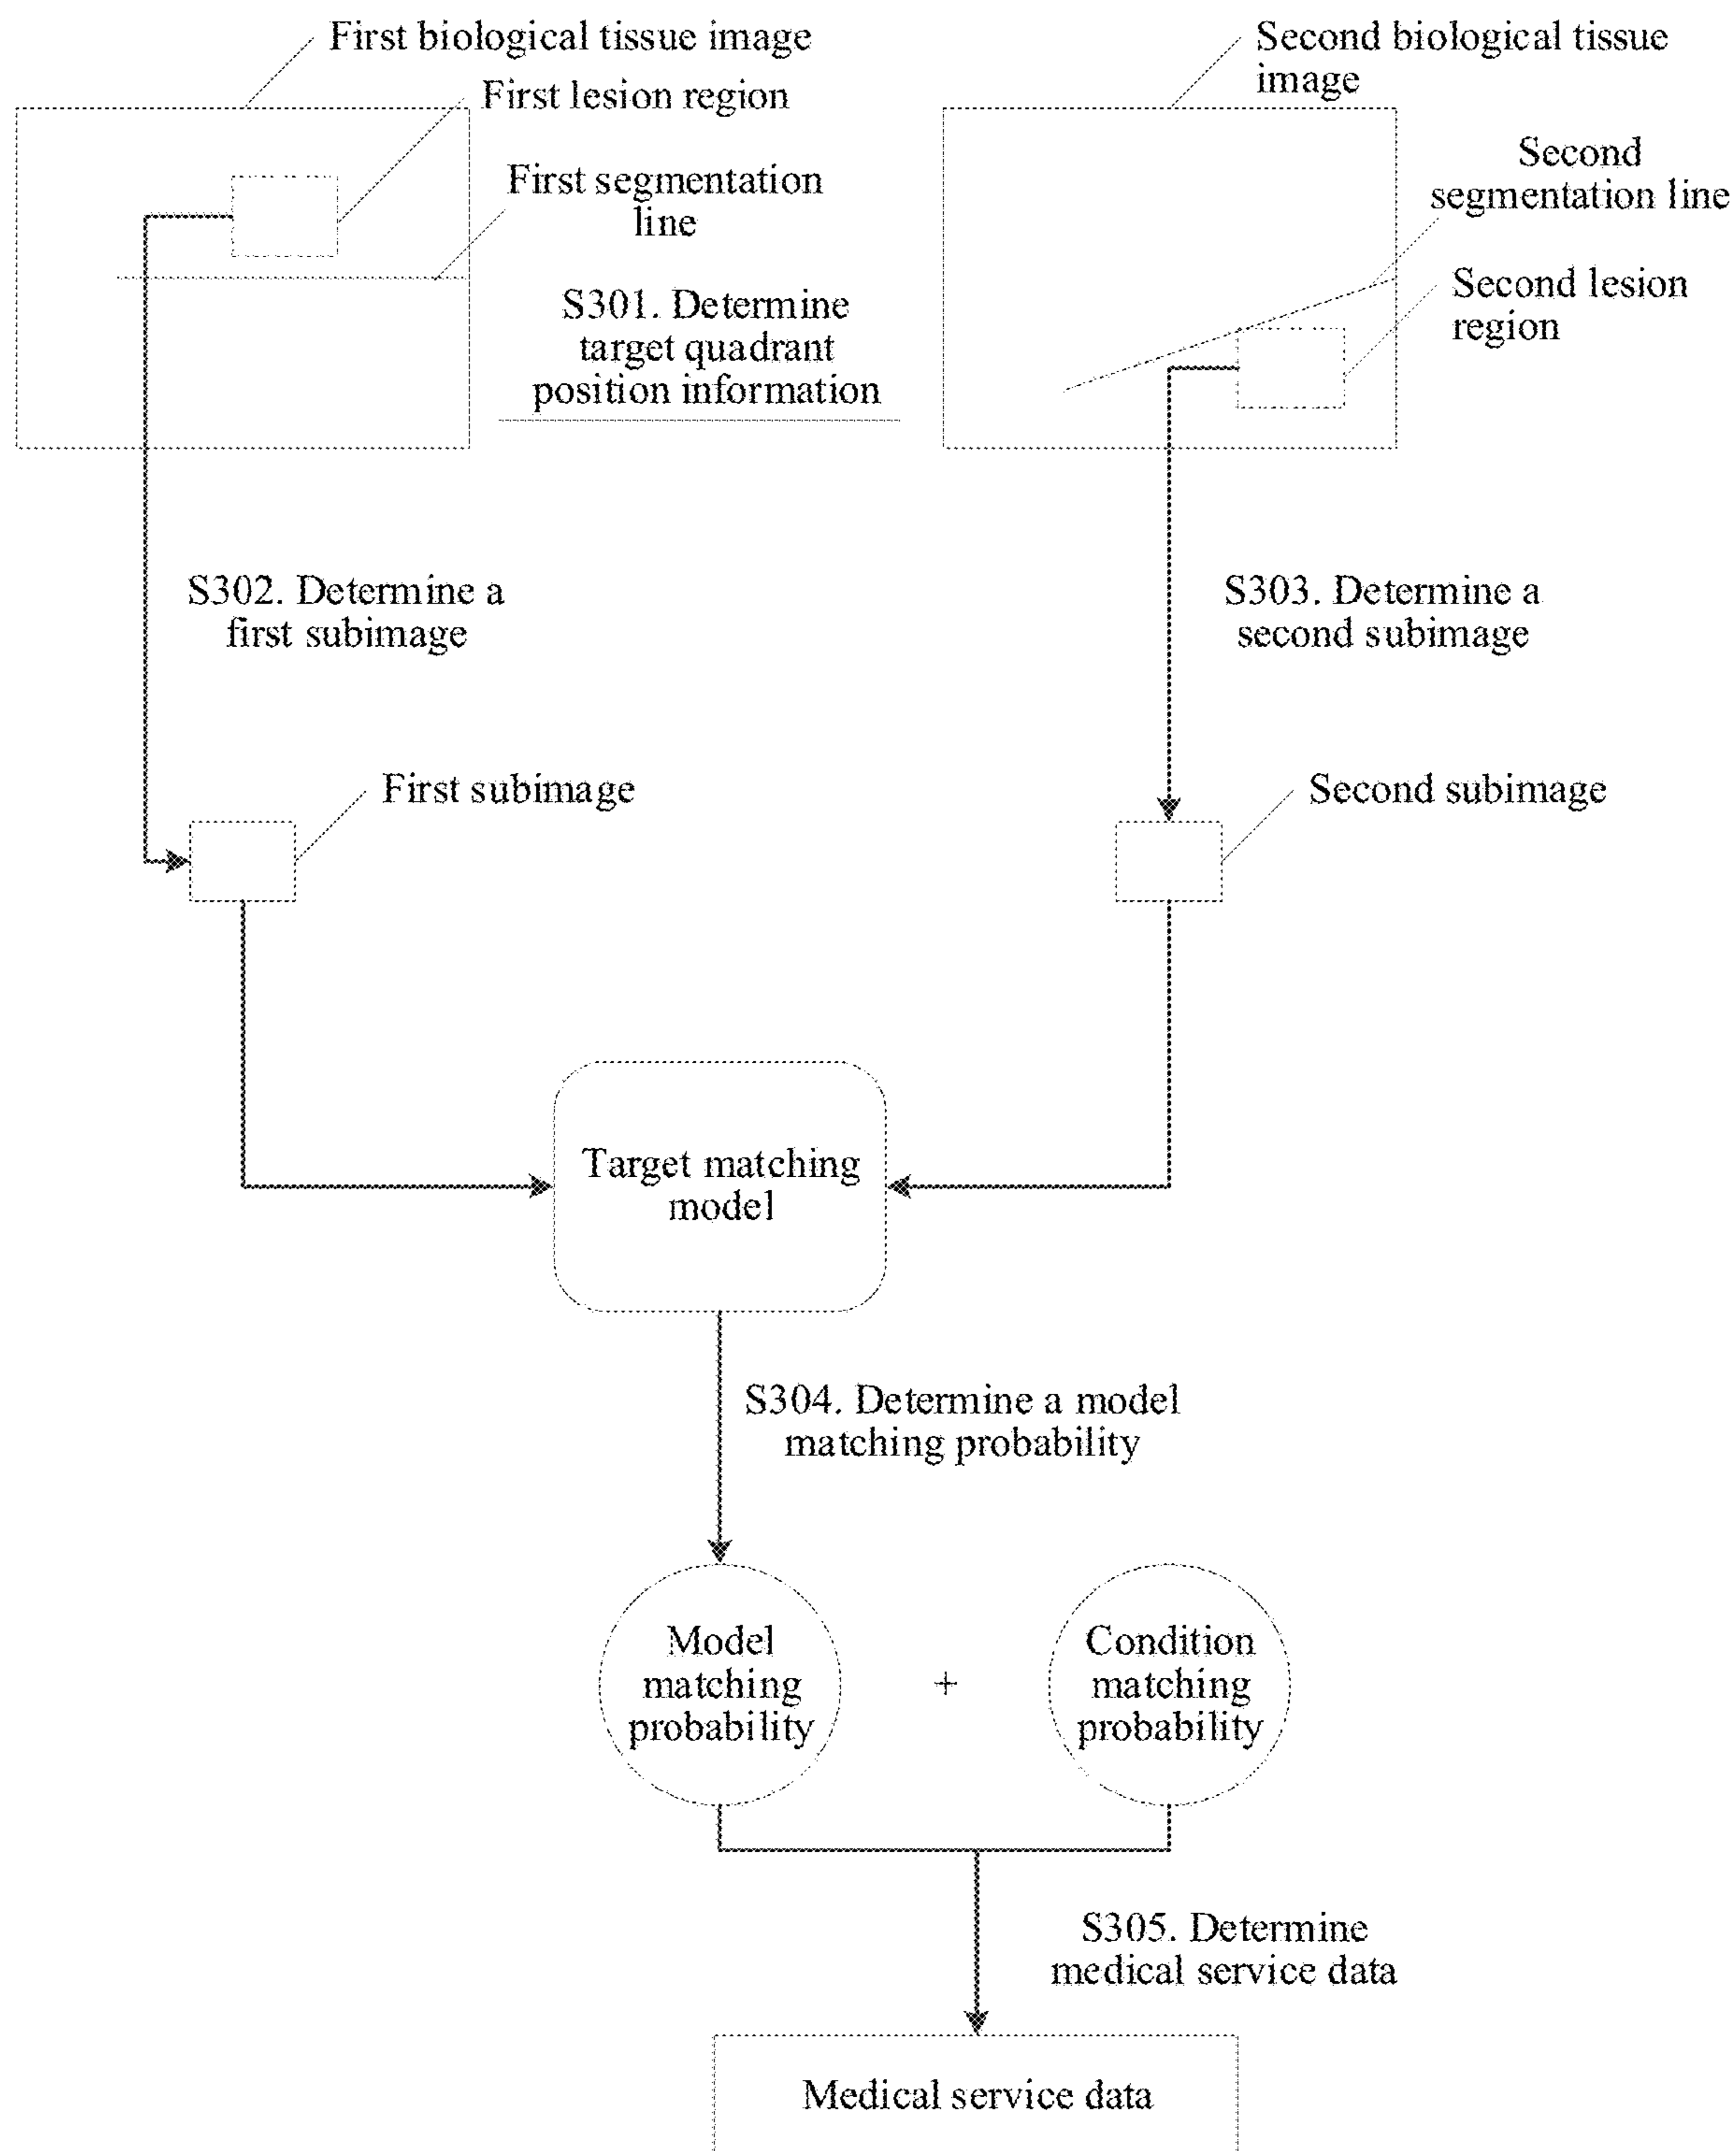 First biological tissue image
First lesion region
First segmentation
line
S301. Determine
target quadrant
position information
Second biological tissue
image
Second
segmentation line
Second lesion
region
S302. Determine a
first subimage
S303. Determine a
second subimage
First subimage
Second subimage
Target matching
model
S304. Determine a model
matching probability
Model
matching
probability
+
Condition
matching
probability
S305. Determine
medical service data
Medical service data